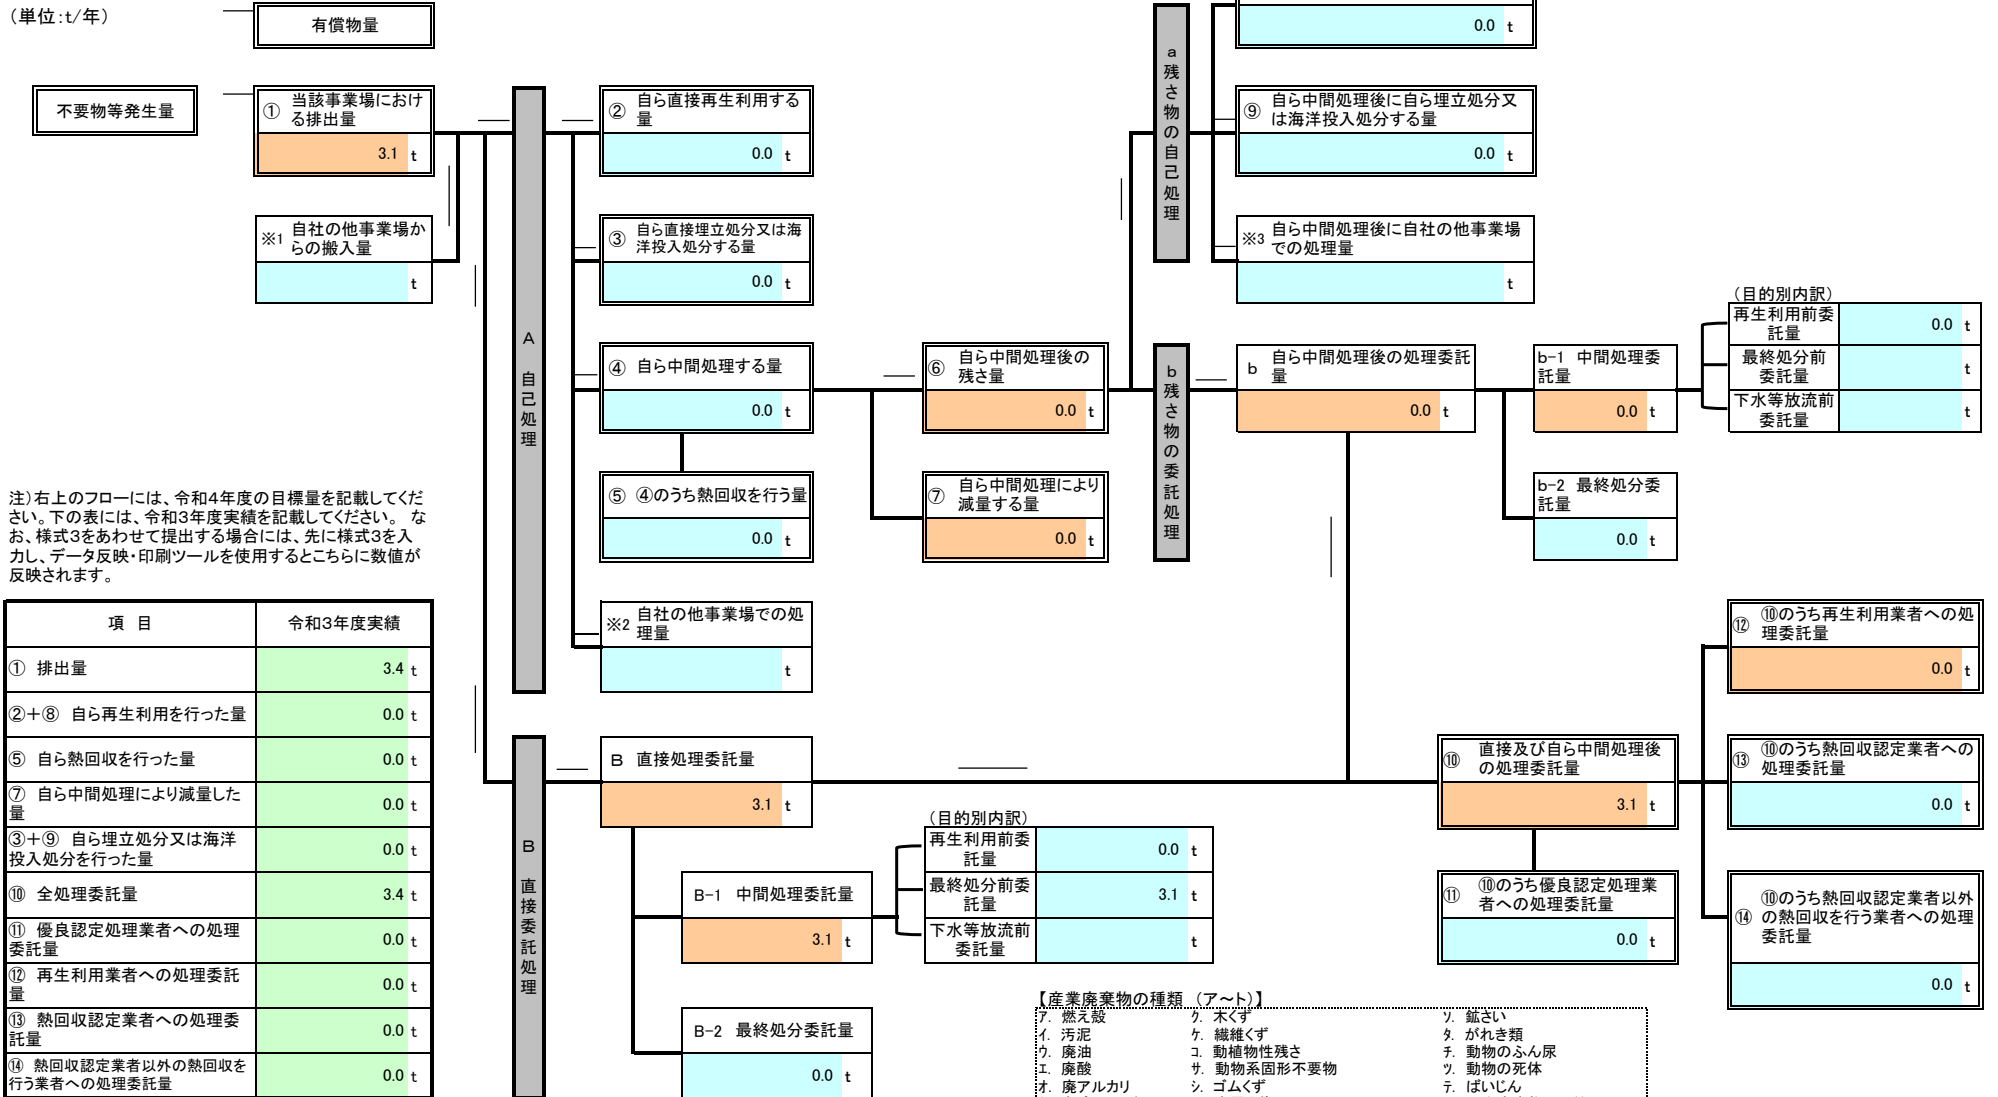 （単位:t/年）
有償物量
0.0 t
不要物等発生量
① 当該事業場におけ
る排出量
3.1 t
※1 自社の他事業場か
らの搬入量
t
A 自己処理
② 自ら直接再生利用する
量
0.0 t
③ 自ら直接埋立処分又は海
洋投入処分する量
0.0 t
④ 自ら中間処理する量
0.0 t
⑤ ④のうち熱回収を行う量
0.0 t
※2 自社の他事業場での処
理量
t
⑥ 自ら中間処理後の
残さ量
0.0 t
⑦ 自ら中間処理により
減量する量
0.0 t
a 残さ物の自己処理
⑨ 自ら中間処理後に自ら埋立処分又
は海洋投入処分する量
0.0 t
※3 自ら中間処理後に自社の他事業場
での処理量
t
b 残さ物の委託処理
b 自ら中間処理後の処理委託
量
0.0 t
b-1 中間処理委
託量
0.0 t
b-2 最終処分委
託量
0.0 t
（目的別内訳）
再生利用前委
託量
0.0 t
最終処分前
委託量
t
下水等放流前
委託量
t
注）右上のフローには、令和4年度の目標量を記載してくだ
さい。下の表には、令和3年度実績を記載してください。 な
お、様式3をあわせて提出する場合には、先に様式3を入
力し、データ反映・印刷ツールを使用するとこちらに数値が
反映されます。
項 目 令和3年度実績
① 排出量 3.4 t
②＋⑧ 自ら再生利用を行った量 0.0 t
⑤ 自ら熱回収を行った量 0.0 t
⑦ 自ら中間処理により減量した
量 0.0 t
③＋⑨ 自ら埋立処分又は海洋
投入処分を行った量 0.0 t
⑩ 全処理委託量 3.4 t
⑪ 優良認定処理業者への処理
委託量 0.0 t
⑫ 再生利用業者への処理委託
量 0.0 t
⑬ 熱回収認定業者への処理委
託量 0.0 t
⑭ 熱回収認定業者以外の熱回収を
行う業者への処理委託量 0.0 t
B 直接委託処理
B 直接処理委託量
3.1 t
B-1 中間処理委託量
3.1 t
B-2 最終処分委託量
0.0 t
（目的別内訳）
再生利用前委
託量
0.0 t
最終処分前委
託量
3.1 t
下水等放流前
委託量
t
⑩ 直接及び自ら中間処理後
の処理委託量
3.1 t
⑪ ⑩のうち優良認定処理業
者への処理委託量
0.0 t
⑫ ⑩のうち再生利用業者への処
理委託量
0.0 t
⑬ ⑩のうち熱回収認定業者への
処理委託量
0.0 t
⑭ ⑩のうち熱回収認定業者以外
の熱回収を行う業者への処理
委託量
0.0 t
【産業廃棄物の種類 （ア～ト）】
ア. 燃え殻 ク. 木くず ソ. 鉱さい
イ. 汚泥 ケ. 繊維くず タ. がれき類
ウ. 廃油 コ. 動植物性残さ チ. 動物のふん尿
エ. 廃酸 サ. 動物系固形不要物 ツ. 動物の死体
オ. 廃アルカリ シ. ゴムくず テ. ばいじん